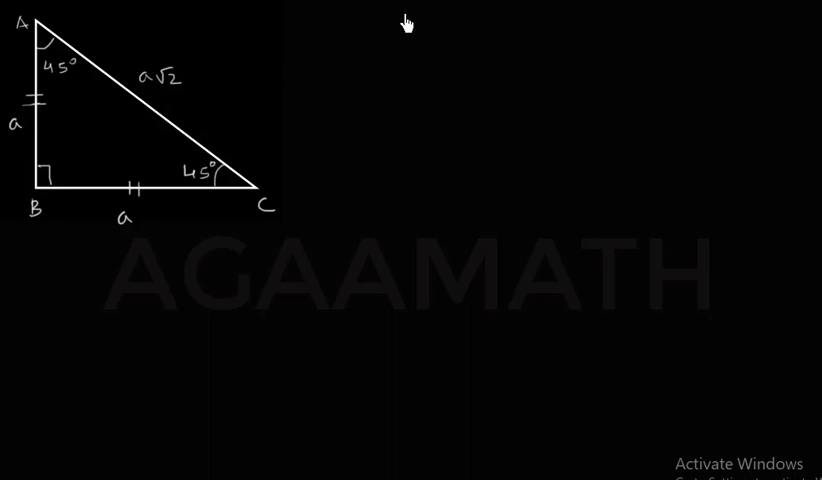 A
45°
a√2
a
45°
B
a
C
AGAAMATH
Activate Windows